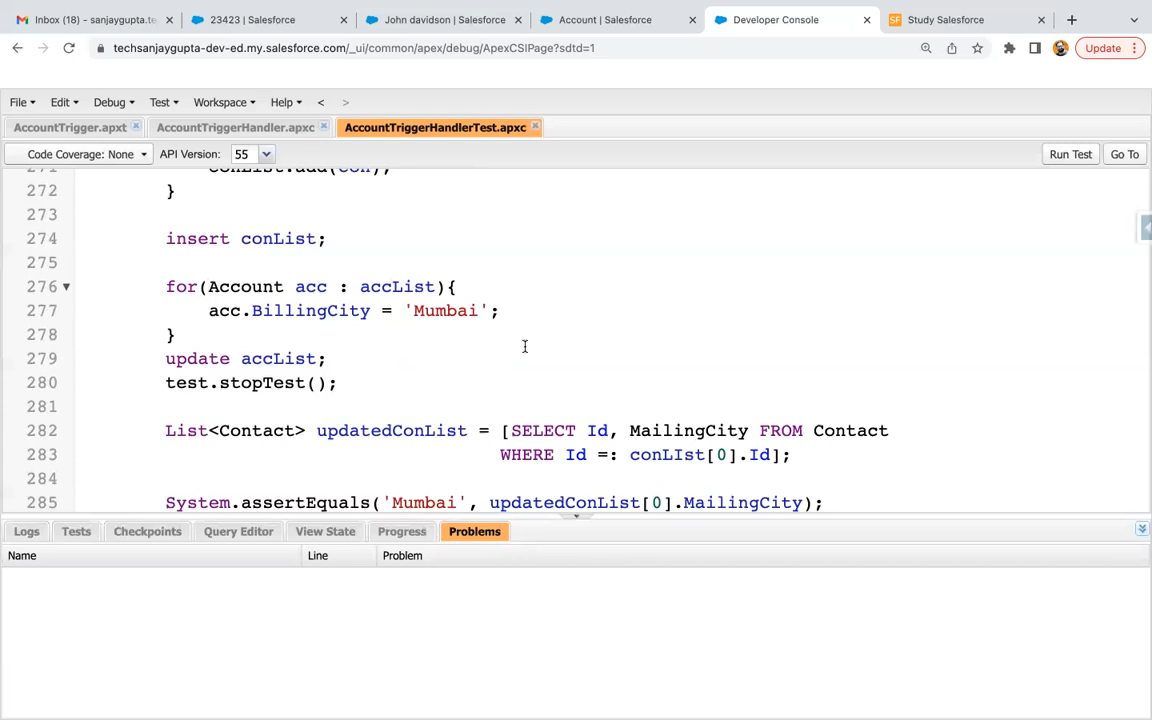 Inbox (18) - sanjaygupta.te
23423 | Salesforce
John davidson | Salesforce
Account | Salesforce
Developer Console
Study Salesforce
techsanjaygupta-dev-ed.my.salesforce.com/_ui/common/apex/debug/ApexCSIPage?sdtd=1
Update
File Edit Debug Test Workspace Help < >
AccountTrigger.apxt AccountTriggerHandler.apxc AccountTriggerHandlerTest.apxc
Code Coverage: None API Version: 55 Run Test Go To
271 conList.add(con);
272 }
273
274 insert conList;
275
276 for(Account acc : accList){
277 acc.BillingCity = 'Mumbai';
278 }
279 update accList;
280 test.stopTest();
281
282 List<Contact> updatedConList = [SELECT Id, MailingCity FROM Contact
283 WHERE Id =: conLIst[0].Id];
284
285 System.assertEquals('Mumbai', updatedConList[0].MailingCity);
Logs Tests Checkpoints Query Editor View State Progress Problems
Name Line Problem